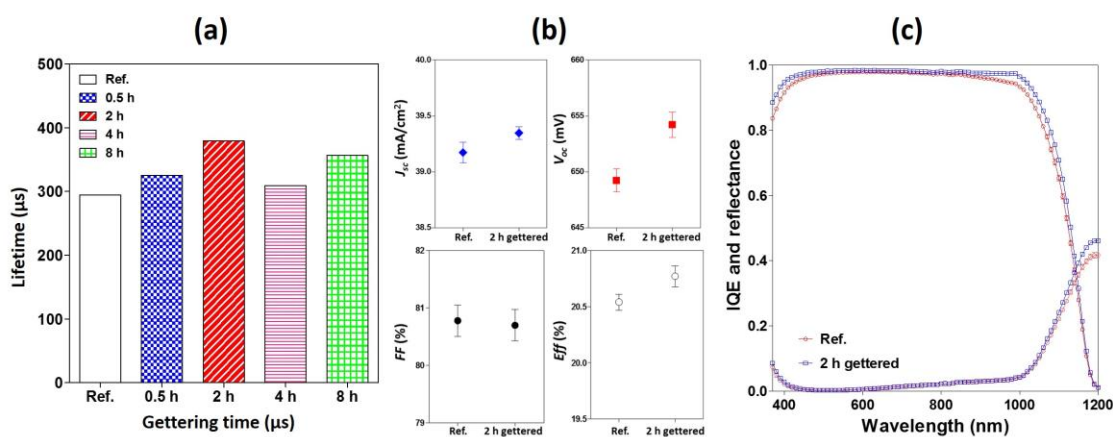 (a)
(b)
(c)
500
400
300
200
100
0
Lifetime (µs)
Ref.
0.5 h
2 h
4 h
8 h
Ref.
0.5 h
2 h
4 h
8 h
Gettering time (µs)
40.0
39.5
39.0
38.5
Jsc (mA/cm²)
Ref.
2 h gettered
660
655
650
645
Voc (mV)
Ref.
2 h gettered
82
81
80
79
FF (%)
Ref.
2 h gettered
21.0
20.5
20.0
19.5
Eff (%)
Ref.
2 h gettered
1.0
0.8
0.6
0.4
0.2
0.0
IQE and reflectance
Ref.
2 h gettered
400
600
800
1000
1200
Wavelength (nm)